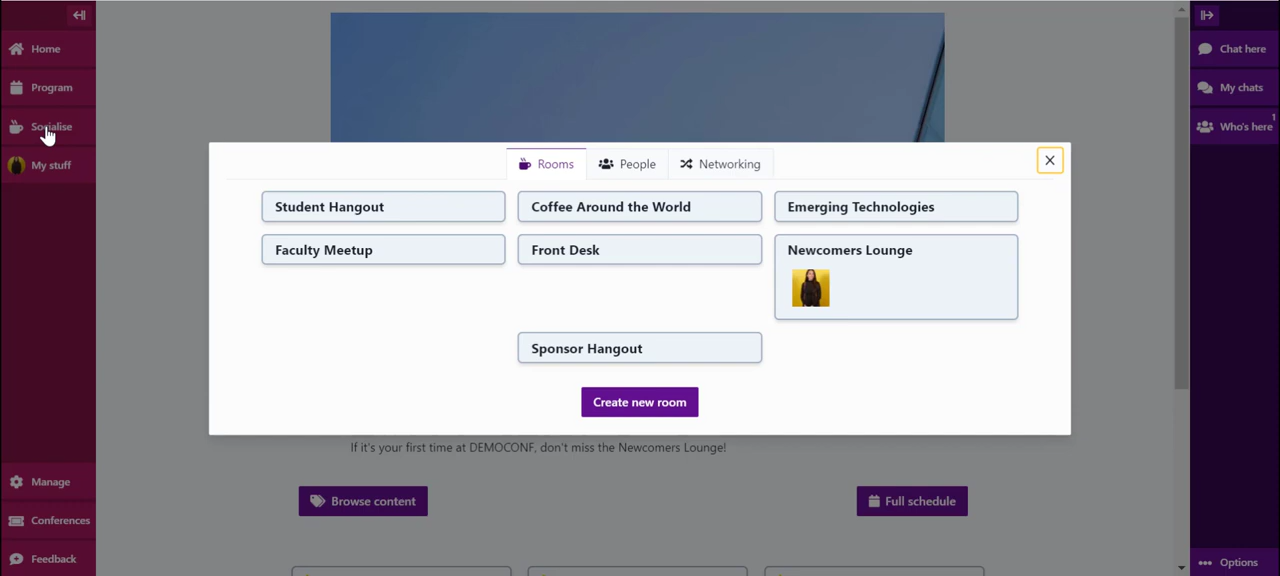 Home
Program
Socialise
My stuff
Manage
Conferences
Feedback
Rooms
People
Networking
Student Hangout
Coffee Around the World
Emerging Technologies
Faculty Meetup
Front Desk
Newcomers Lounge
Sponsor Hangout
Create new room
If it's your first time at DEMOCONF, don't miss the Newcomers Lounge!
Browse content
Full schedule
Chat here
My chats
Who's here
1
Options